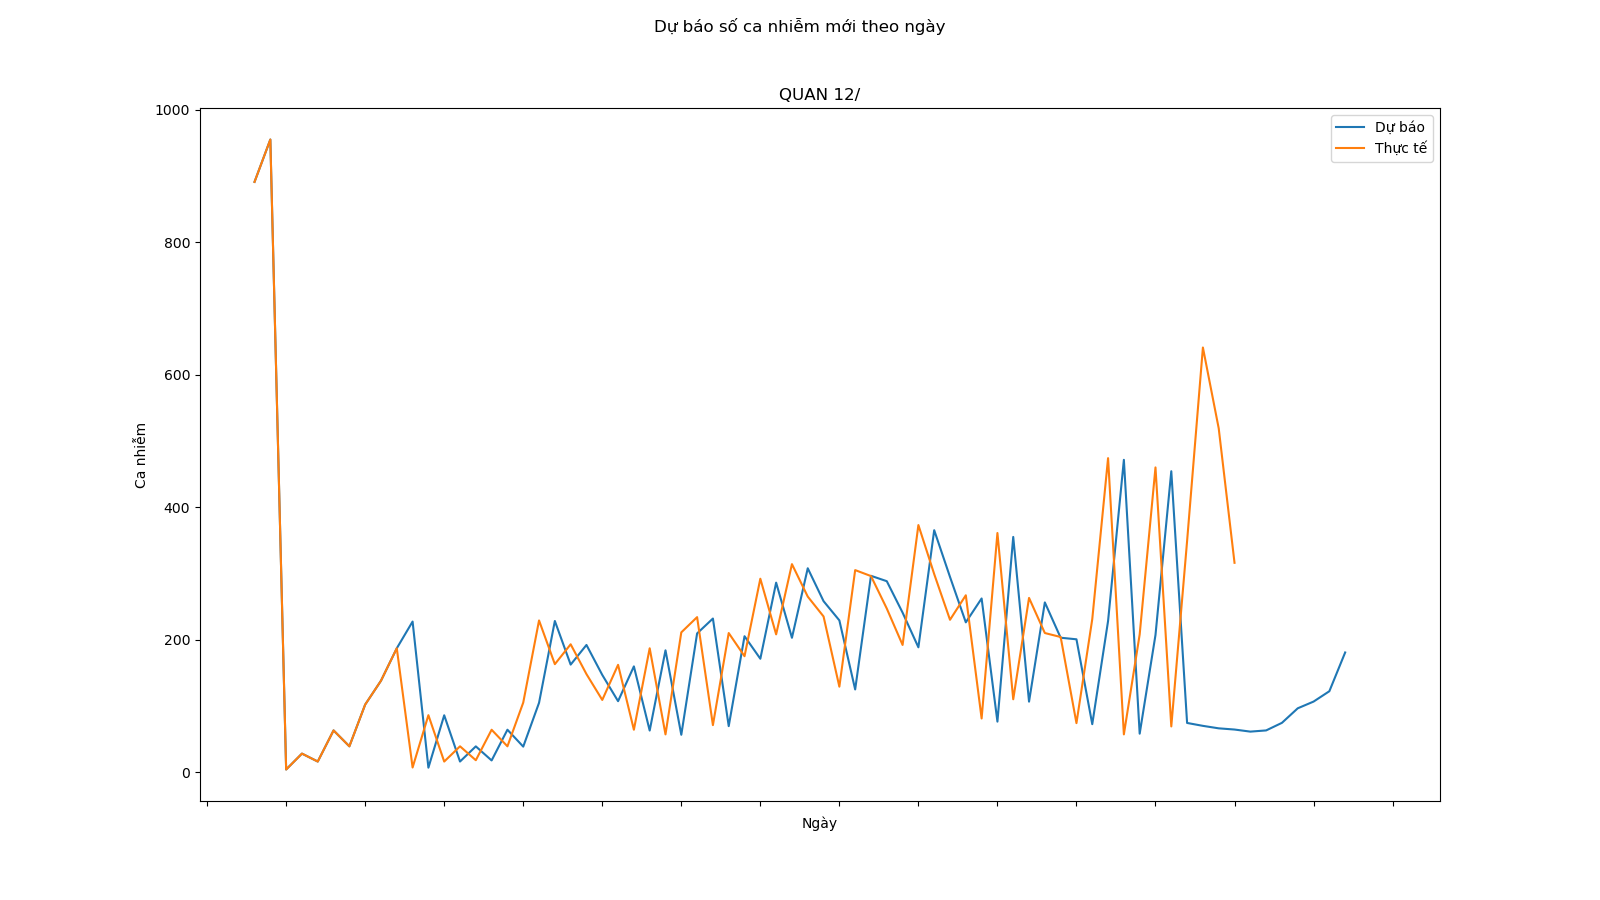 Dự báo số ca nhiễm mới theo ngày
QUAN 12/
Dự báo
Thực tế
1000
800
600
400
200
0
Ca nhiễm
Ngày